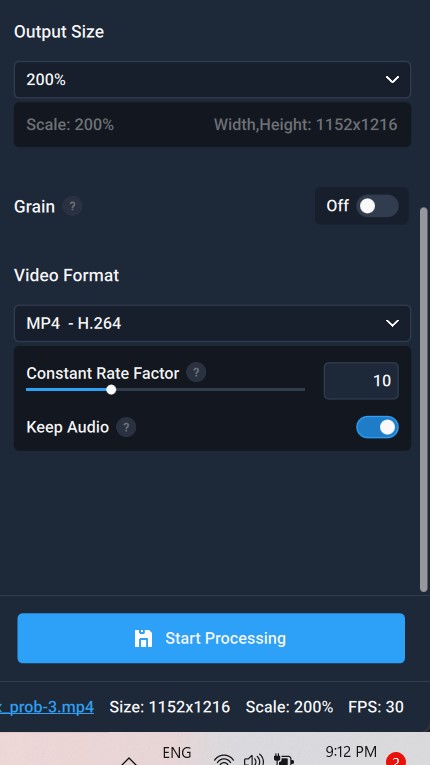 Output Size
200%
Scale: 200% Width,Height: 1152x1216
Grain ? Off
Video Format
MP4 - H.264
Constant Rate Factor ? 10
Keep Audio ?
Start Processing
_prob-3.mp4 Size: 1152x1216 Scale: 200% FPS: 30
ENG 9:12 PM 2